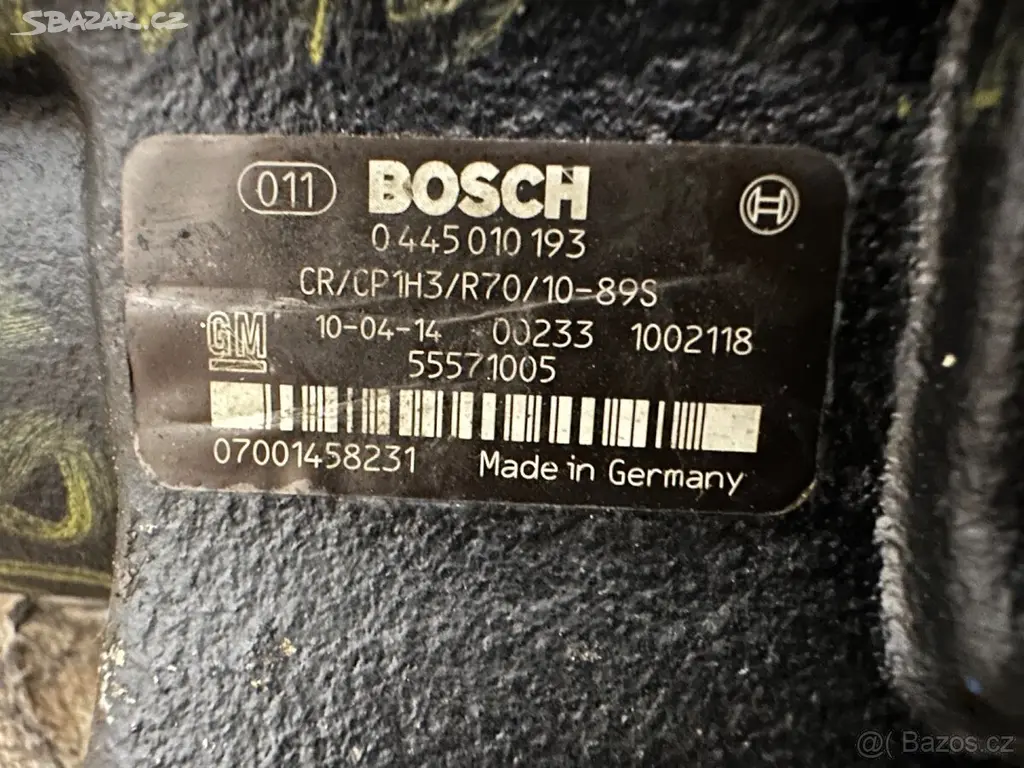 SBAZAR.CZ
011 BOSCH
0 445 010 193
CR/CP1H3/R70/10-89S
GM 10-04-14 00233 1002118
55571005
07001458231 Made in Germany
@( Bazos.cz